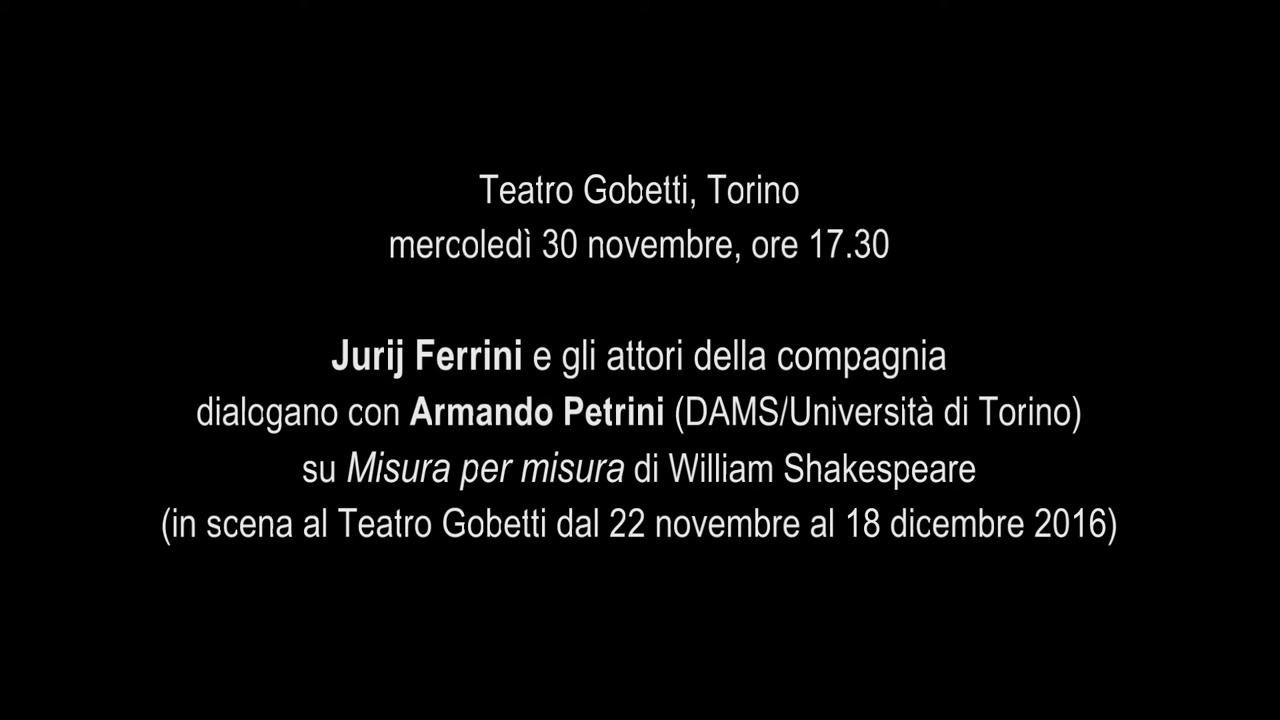 Teatro Gobetti, Torino
mercoledì 30 novembre, ore 17.30
Jurij Ferrini e gli attori della compagnia
dialogano con Armando Petrini (DAMS/Università di Torino)
su Misura per misura di William Shakespeare
(in scena al Teatro Gobetti dal 22 novembre al 18 dicembre 2016)